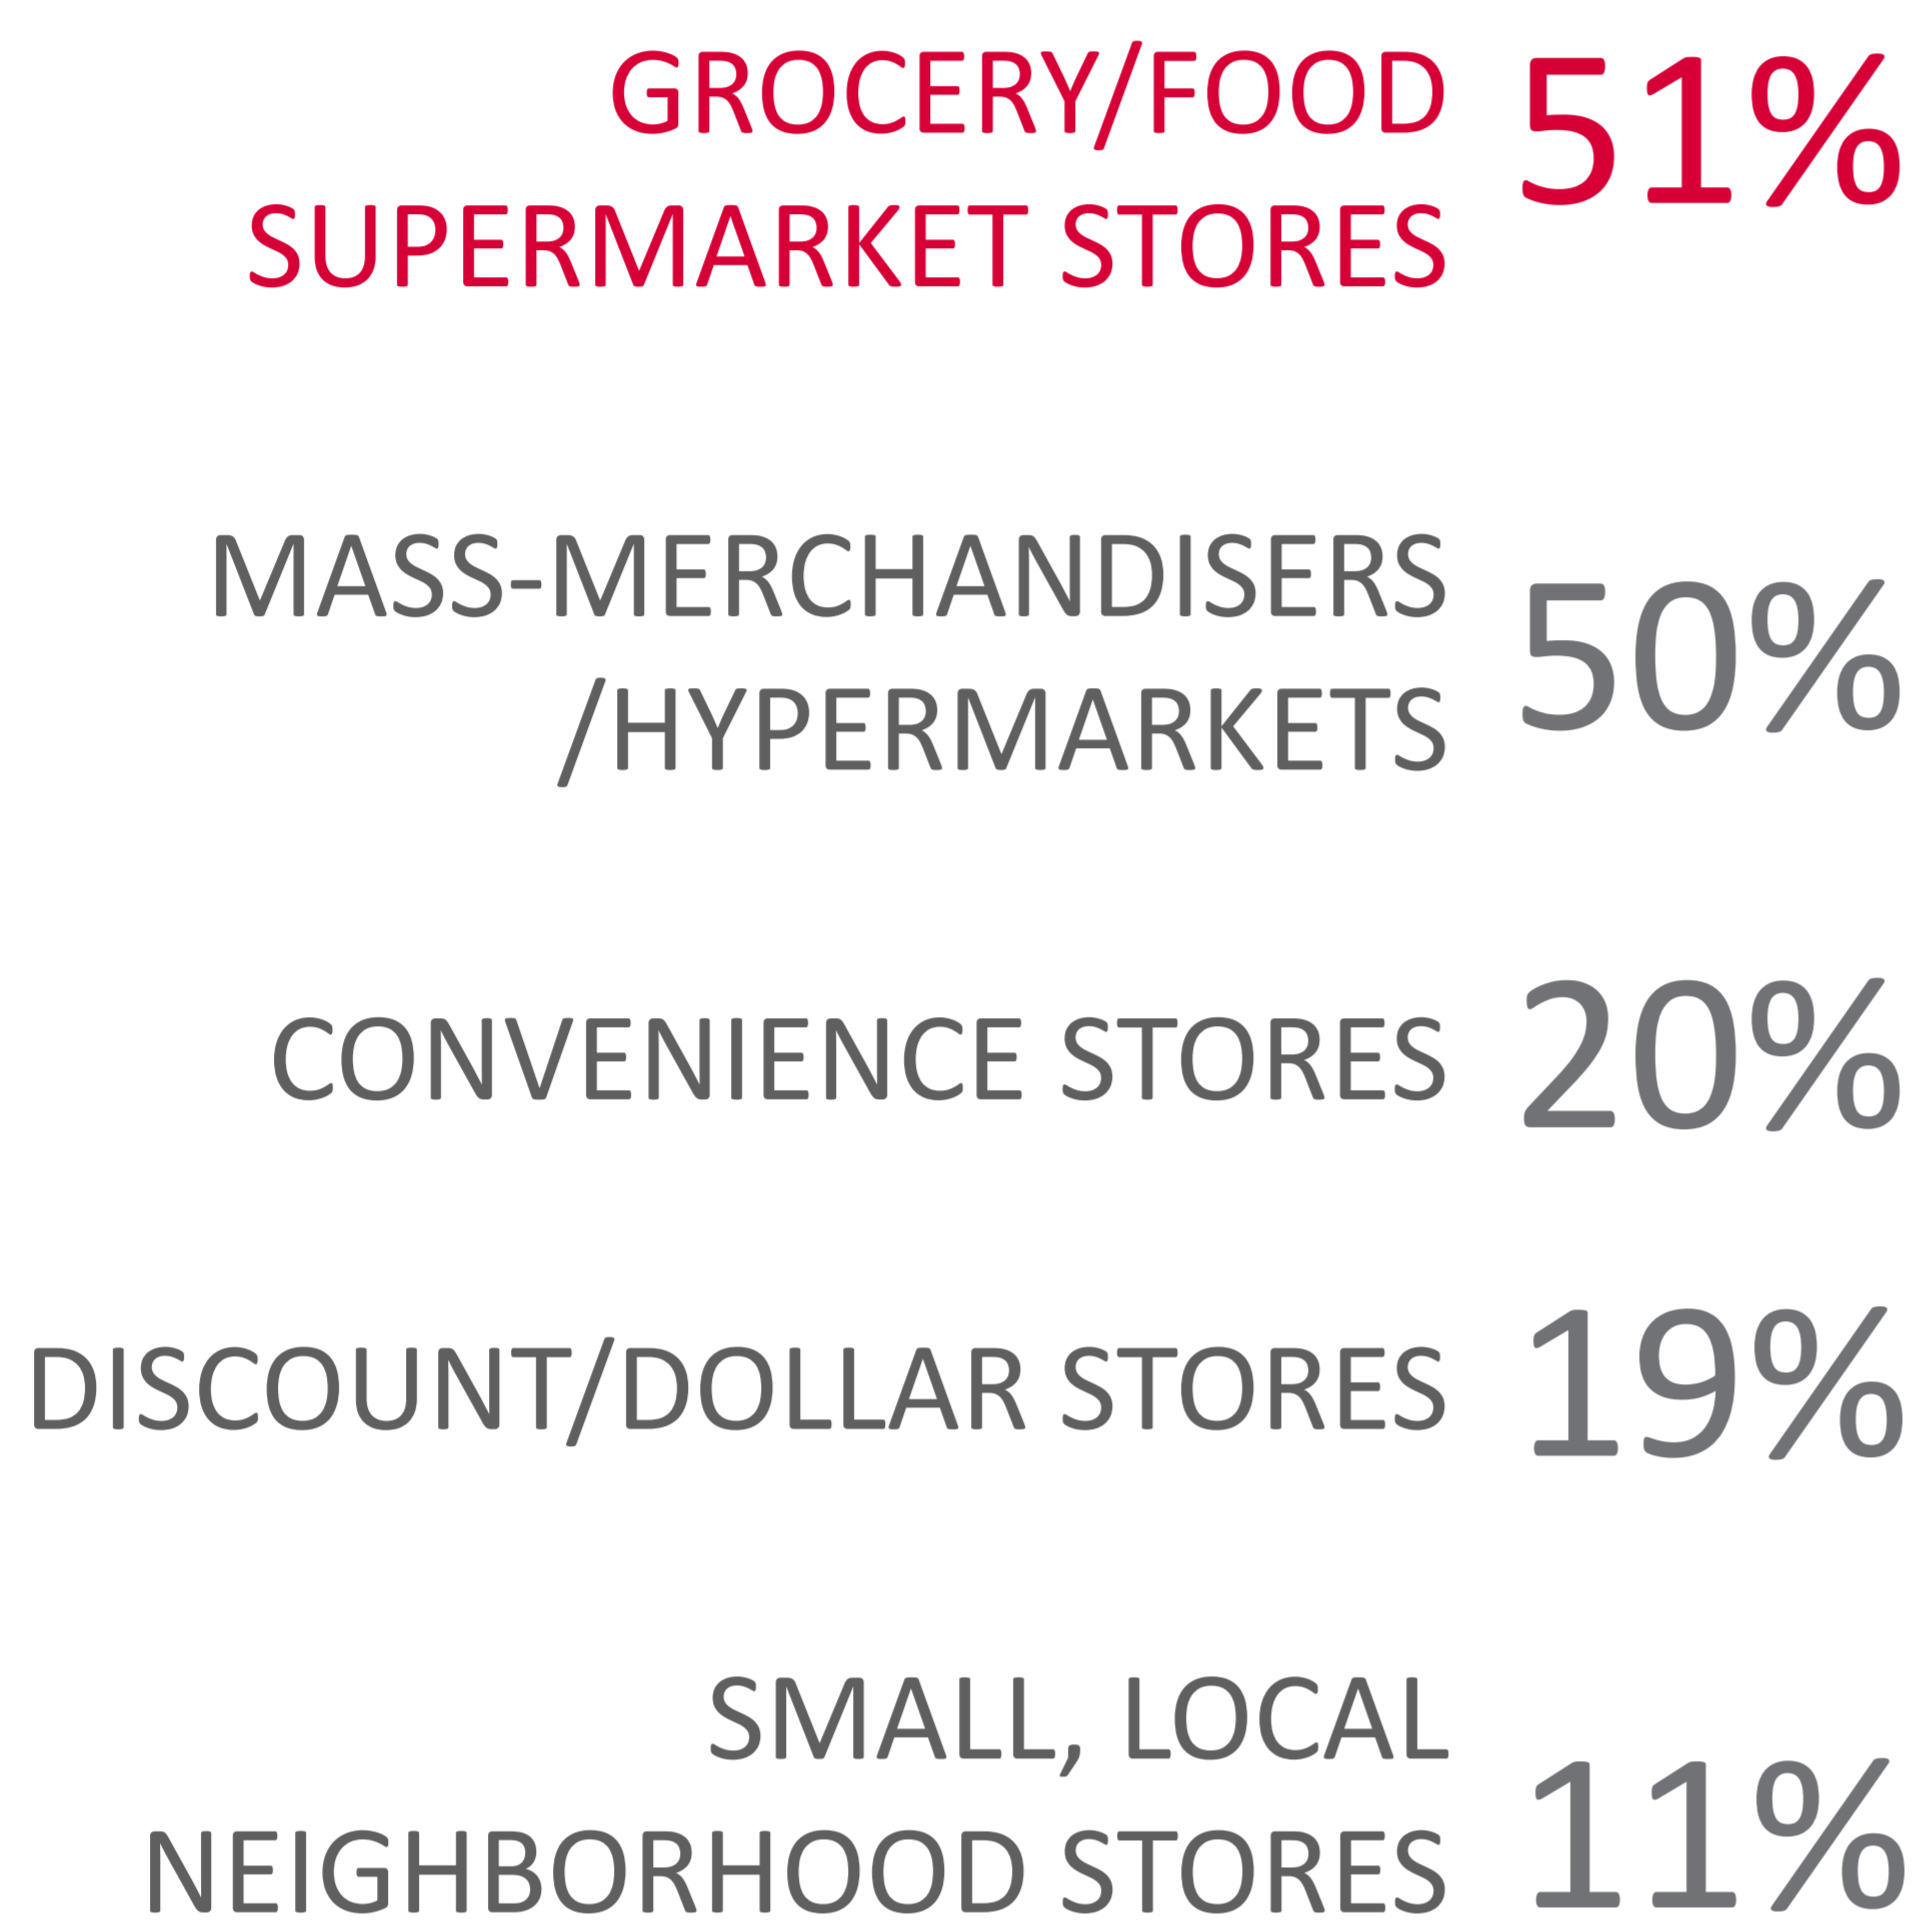 GROCERY/FOOD 51%
SUPERMARKET STORES
MASS-MERCHANDISERS 50%
/HYPERMARKETS
CONVENIENCE STORES 20%
DISCOUNT/DOLLAR STORES 19%
SMALL, LOCAL
NEIGHBORHOOD STORES 11%